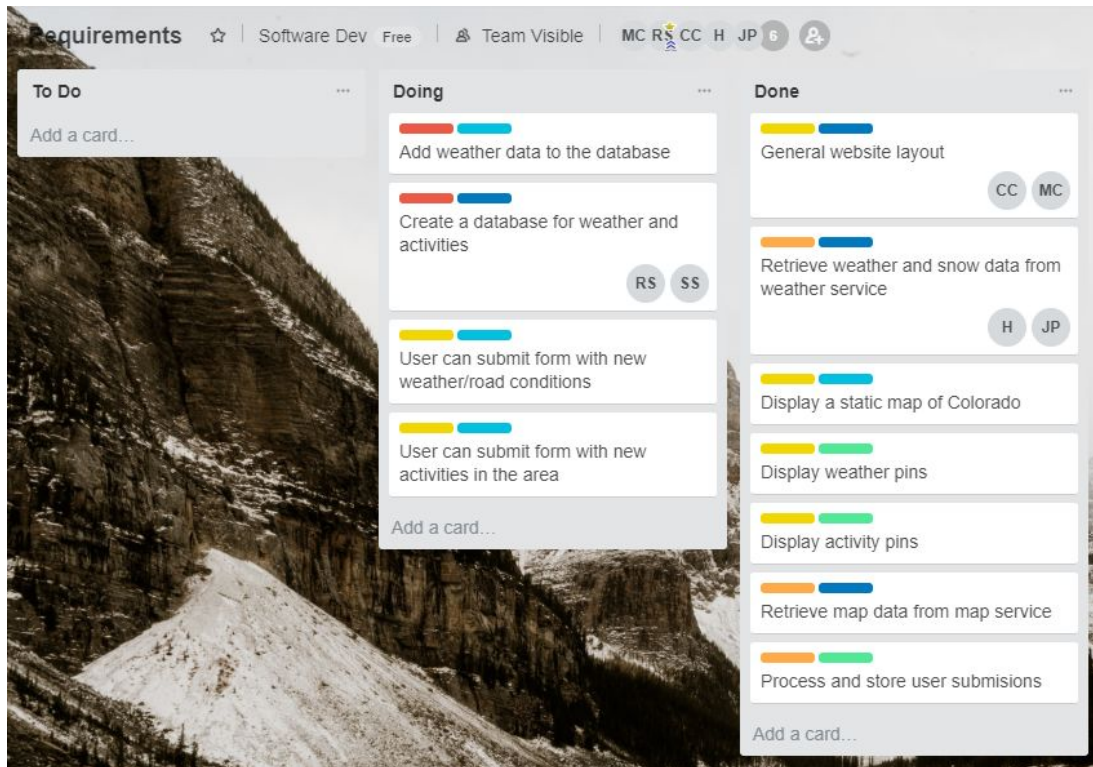 Requirements Software Dev Free Team Visible MC RS CC H JP 6
To Do
Add a card…
Doing
Add weather data to the database
Create a database for weather and
activities
RS SS
User can submit form with new
weather/road conditions
User can submit form with new
activities in the area
Add a card…
Done
General website layout
CC MC
Retrieve weather and snow data from
weather service
H JP
Display a static map of Colorado
Display weather pins
Display activity pins
Retrieve map data from map service
Process and store user submisions
Add a card…